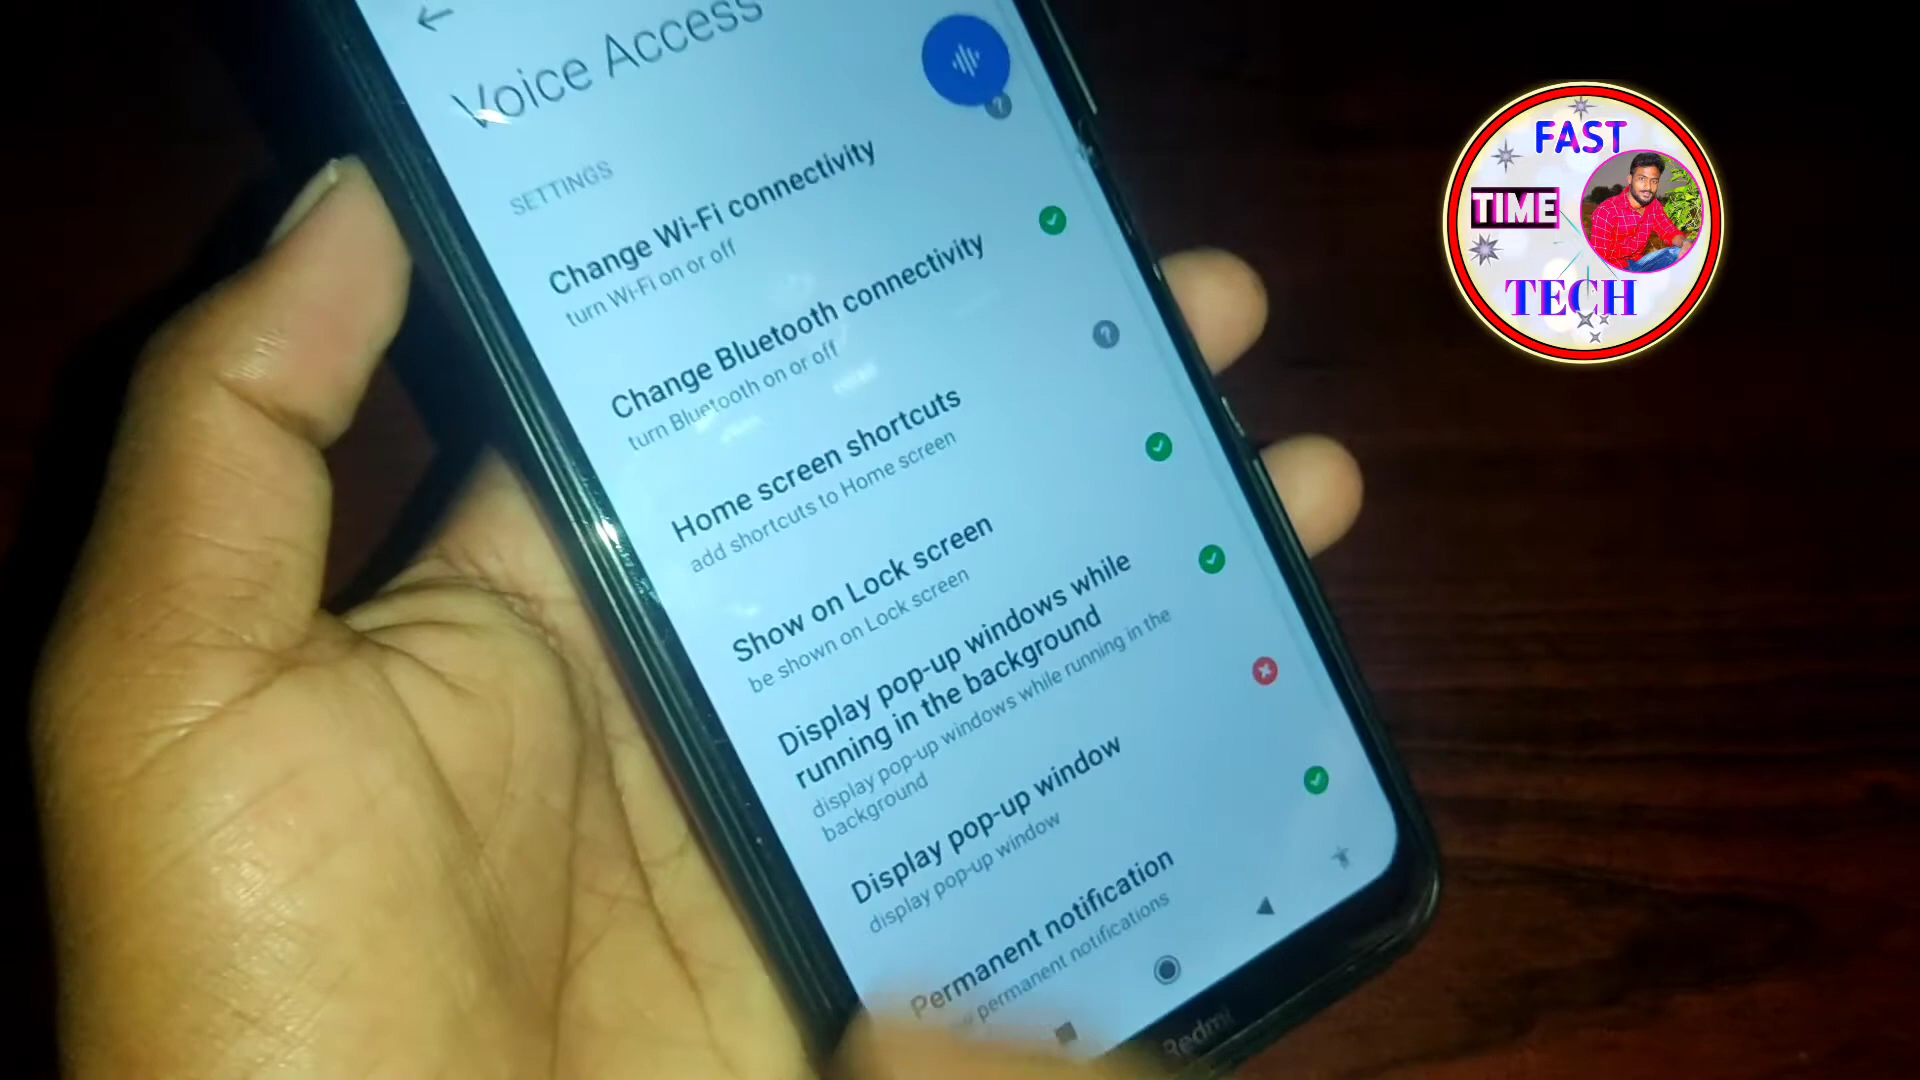 Voice Access
SETTINGS
Change Wi-Fi connectivity
turn Wi-Fi on or off
Change Bluetooth connectivity
turn Bluetooth on or off
Home screen shortcuts
add shortcuts to Home screen
Show on Lock screen
be shown on Lock screen
Display pop-up windows while
running in the background
display pop-up windows while running in the
background
Display pop-up window
display pop-up window
Permanent notification
permanent notifications
Redmi
FAST
TIME
TECH